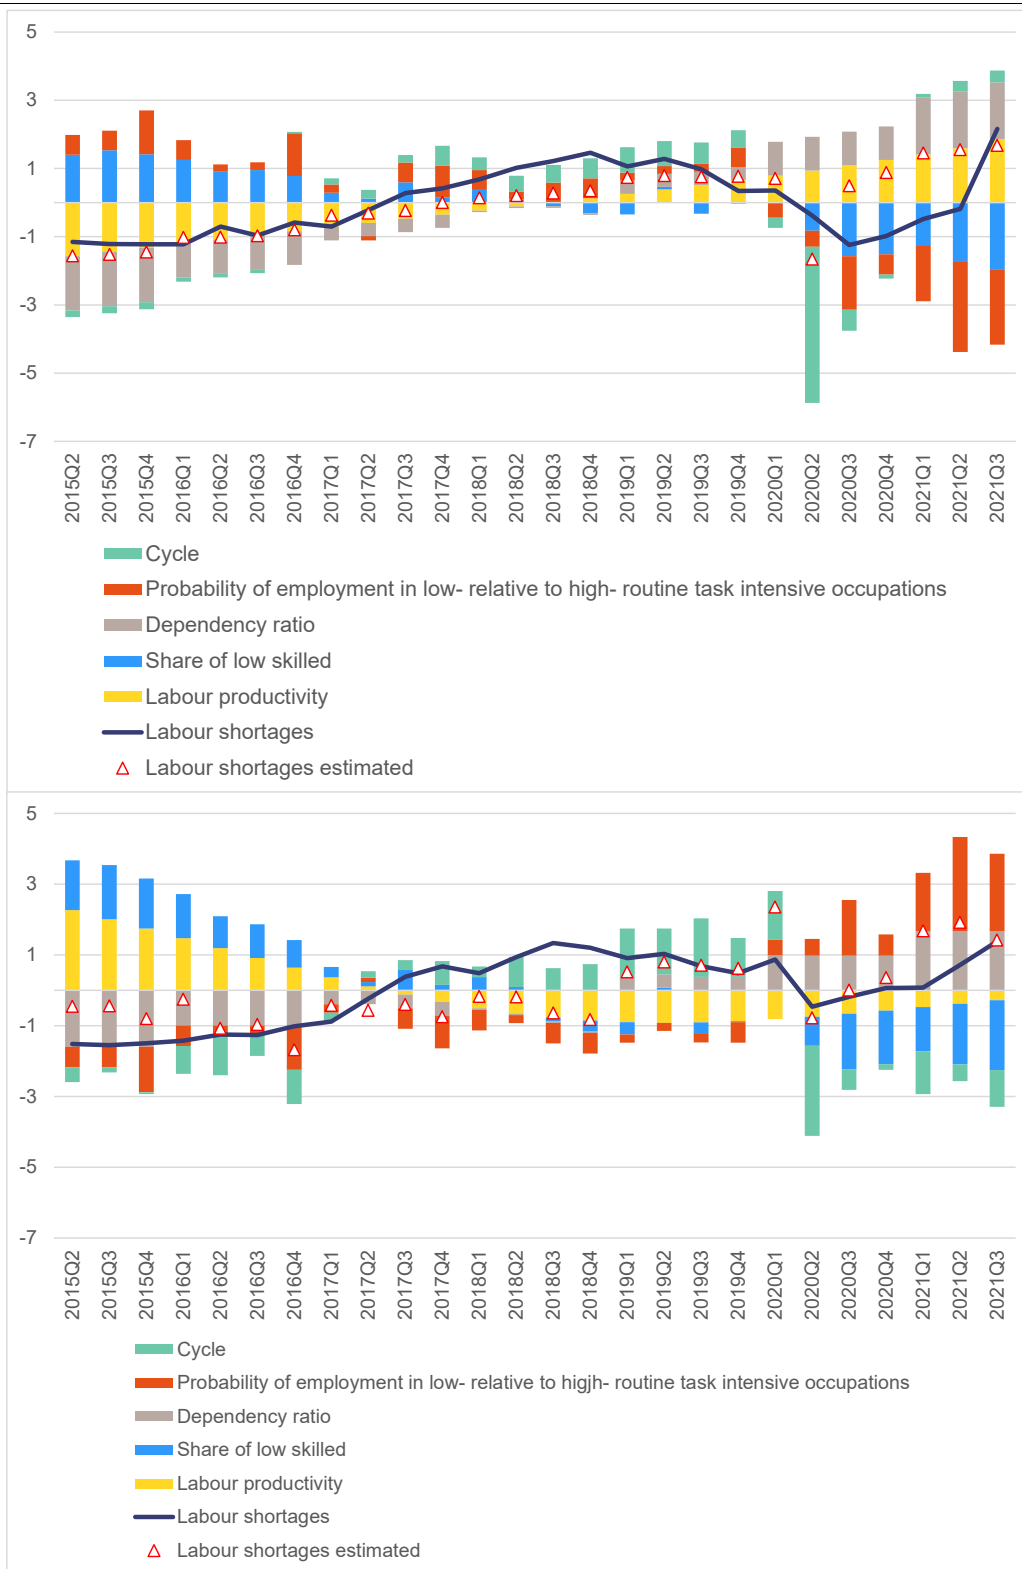 5
3
1
-1
-3
-5
-7
2015Q2
2015Q3
2015Q4
2016Q1
2016Q2
2016Q3
2016Q4
2017Q1
2017Q2
2017Q3
2017Q4
2018Q1
2018Q2
2018Q3
2018Q4
2019Q1
2019Q2
2019Q3
2019Q4
2020Q1
2020Q2
2020Q3
2020Q4
2021Q1
2021Q2
2021Q3
Cycle
Probability of employment in low- relative to high- routine task intensive occupations
Dependency ratio
Share of low skilled
Labour productivity
Labour shortages
Labour shortages estimated
5
3
1
-1
-3
-5
-7
2015Q2
2015Q3
2015Q4
2016Q1
2016Q2
2016Q3
2016Q4
2017Q1
2017Q2
2017Q3
2017Q4
2018Q1
2018Q2
2018Q3
2018Q4
2019Q1
2019Q2
2019Q3
2019Q4
2020Q1
2020Q2
2020Q3
2020Q4
2021Q1
2021Q2
2021Q3
Cycle
Probability of employment in low- relative to higjh- routine task intensive occupations
Dependency ratio
Share of low skilled
Labour productivity
Labour shortages
Labour shortages estimated